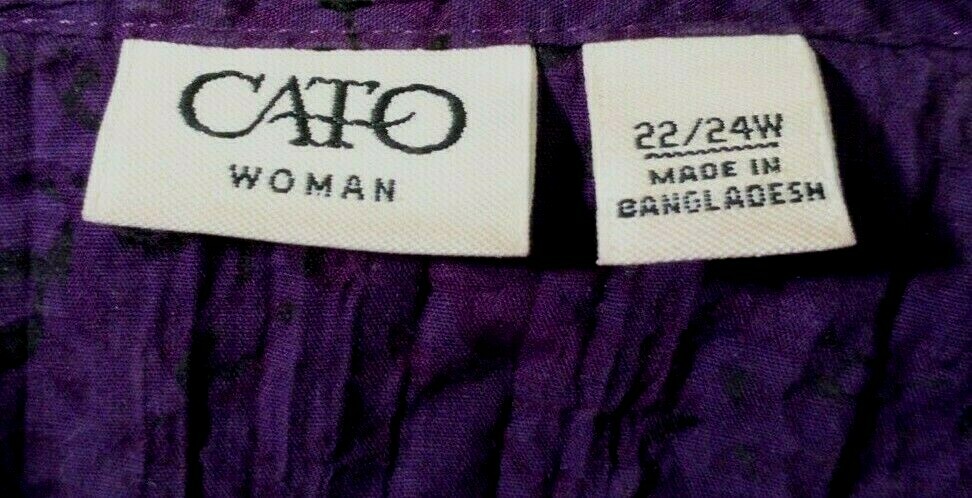 CATO
WOMAN
22/24W
MADE IN
BANGLADESH